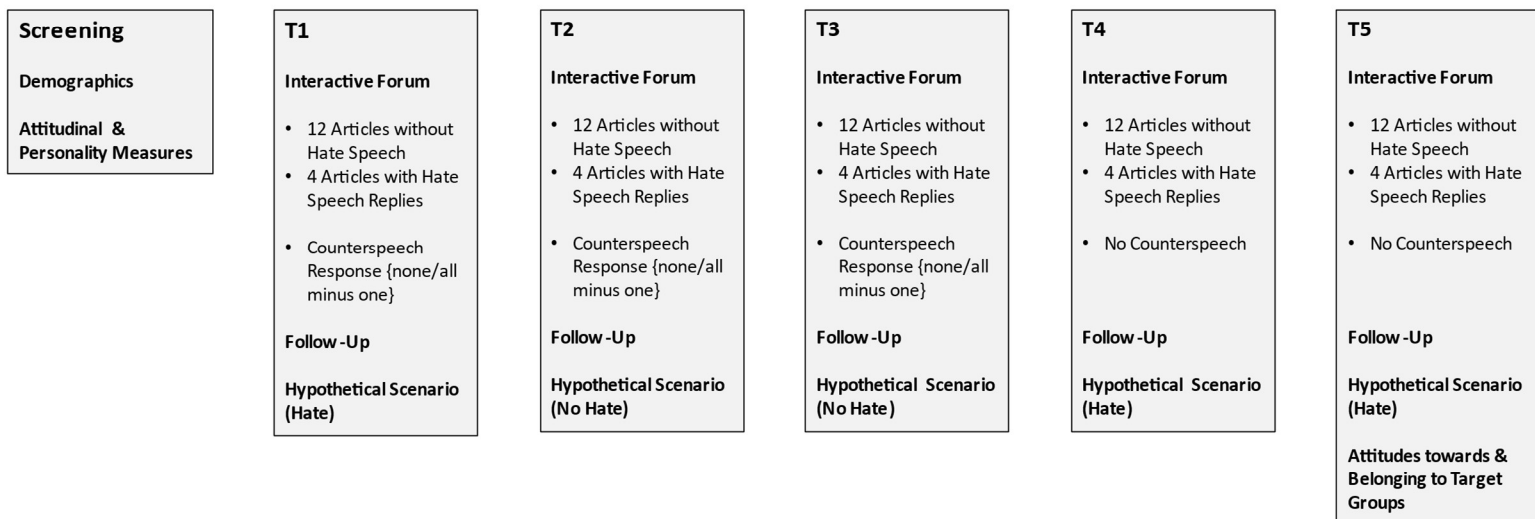 Screening
Demographics
Attitudinal &
Personality Measures
T1
Interactive Forum
• 12 Articles without
Hate Speech
• 4 Articles with Hate
Speech Replies
• Counterspeech
Response {none/all
minus one}
Follow-Up
Hypothetical Scenario
(Hate)
T2
Interactive Forum
• 12 Articles without
Hate Speech
• 4 Articles with Hate
Speech Replies
• Counterspeech
Response {none/all
minus one}
Follow-Up
Hypothetical Scenario
(No Hate)
T3
Interactive Forum
• 12 Articles without
Hate Speech
• 4 Articles with Hate
Speech Replies
• Counterspeech
Response {none/all
minus one}
Follow-Up
Hypothetical Scenario
(No Hate)
T4
Interactive Forum
• 12 Articles without
Hate Speech
• 4 Articles with Hate
Speech Replies
• No Counterspeech
Follow-Up
Hypothetical Scenario
(Hate)
T5
Interactive Forum
• 12 Articles without
Hate Speech
• 4 Articles with Hate
Speech Replies
• No Counterspeech
Follow-Up
Hypothetical Scenario
(Hate)
Attitudes towards &
Belonging to Target
Groups